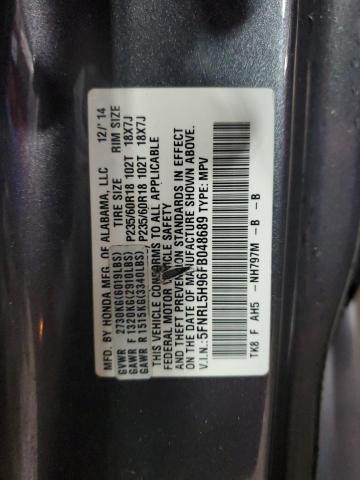 MFD. BY HONDA MFG. OF ALABAMA, LLC 12/'14
TIRE SIZE RIM SIZE
GVWR 2730KG(6019LBS)
GAWR F 1320KG(2910LBS) P235/60R18 102T 18X7J
GAWR R 1515KG(3340LBS) P235/60R18 102T 18X7J
THIS VEHICLE CONFORMS TO ALL APPLICABLE
FEDERAL MOTOR VEHICLE SAFETY
AND THEFT PREVENTION STANDARDS IN EFFECT
ON THE DATE OF MANUFACTURE SHOWN ABOVE.
V.I.N.: 5FNRL5H96FB048689 TYPE: MPV
TK8 F AH5 - NH797M - B - B